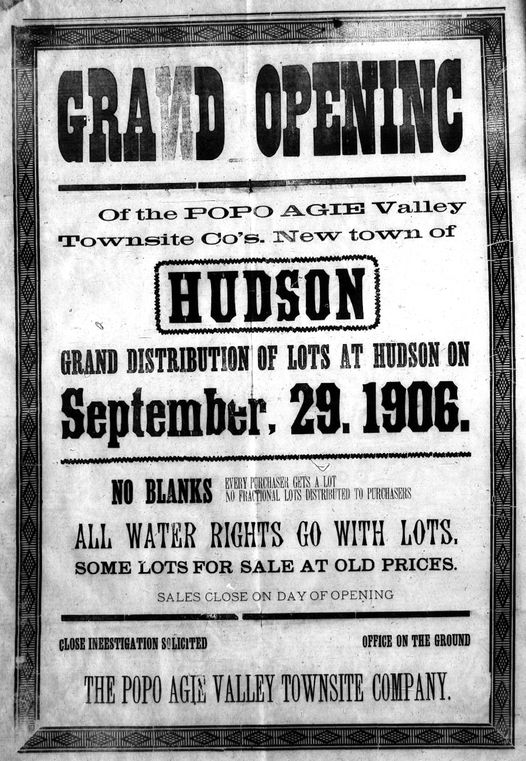 GRAND OPENINC
Of the POPO AGIE Valley
Townsite Co's. New town of
HUDSON
GRAND DISTRIBUTION OF LOTS AT HUDSON ON
September, 29. 1906.
NO BLANKS EVERY PURCHASER GETS A LOT
NO FRACTIONAL LOTS DISTRIBUTED TO PURCHASERS
ALL WATER RIGHTS GO WITH LOTS.
SOME LOTS FOR SALE AT OLD PRICES.
SALES CLOSE ON DAY OF OPENING
CLOSE INEESTIGATION SOLICITED OFFICE ON THE GROUND
THE POPO AGIE VALLEY TOWNSITE COMPANY.